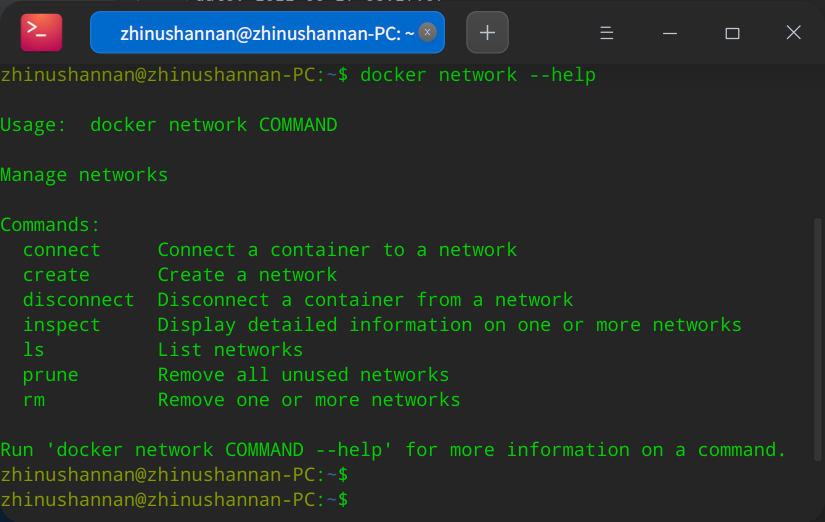 zhinushannan@zhinushannan-PC: ~
zhinushannan@zhinushannan-PC:~$ docker network --help
Usage:  docker network COMMAND
Manage networks
Commands:
  connect     Connect a container to a network
  create      Create a network
  disconnect  Disconnect a container from a network
  inspect     Display detailed information on one or more networks
  ls          List networks
  prune       Remove all unused networks
  rm          Remove one or more networks
Run 'docker network COMMAND --help' for more information on a command.
zhinushannan@zhinushannan-PC:~$
zhinushannan@zhinushannan-PC:~$